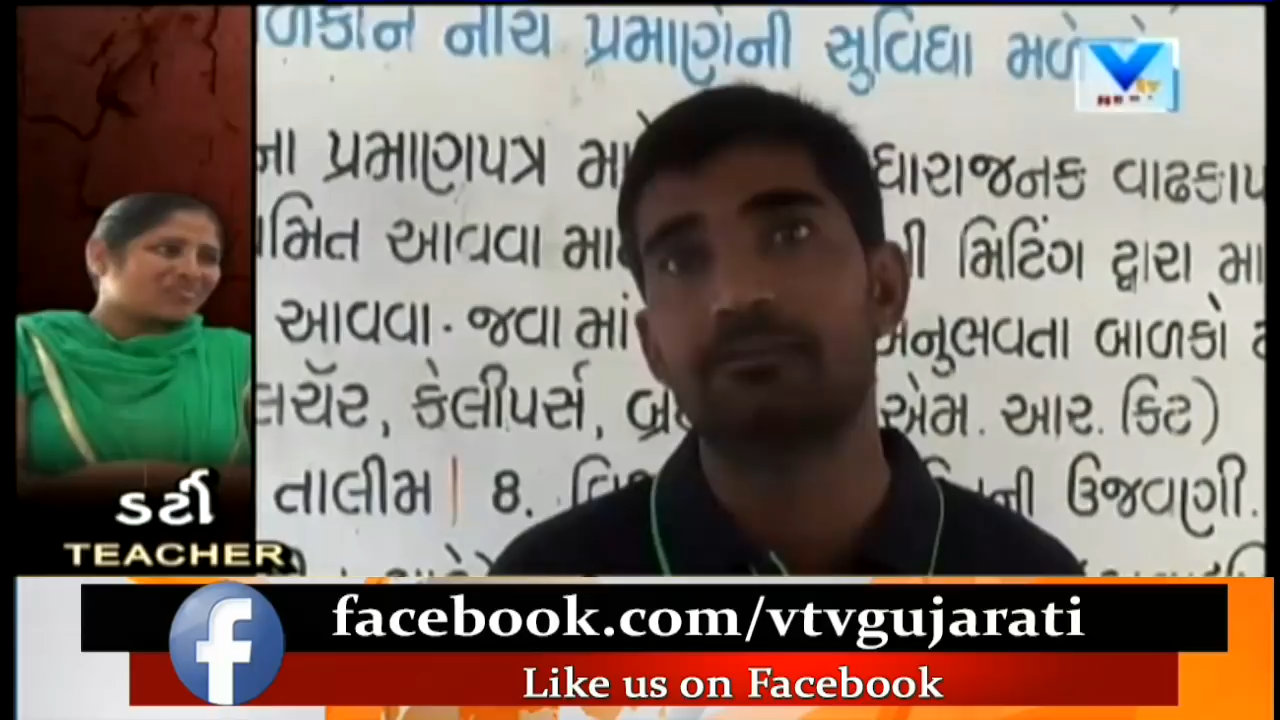 ળકોને નીચે પ્રમાણેની સુવિધા મળે
ના પ્રમાણપત્ર મા ધારાજનક વાઢકાપ
મિત આવવા મા મિટિંગ દ્વારા મા
આવવા-જવામાં અનુભવતા બાળકો
લચૅર, કેલીપર્સ, એમ. આર. કિટ)
તાલીમ 8. ની ઉજવણી.
ડર્ટી
TEACHER
facebook.com/vtvgujarati
Like us on Facebook